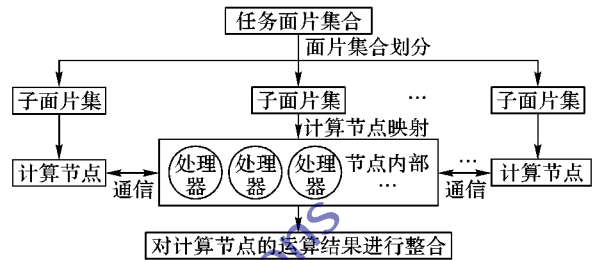 任务面片集合
面片集合划分
子面片集
子面片集
…
子面片集
计算节点映射
计算节点
通信
处理器
处理器
处理器
节点内部
…
…
通信
计算节点
对计算节点的运算结果进行整合